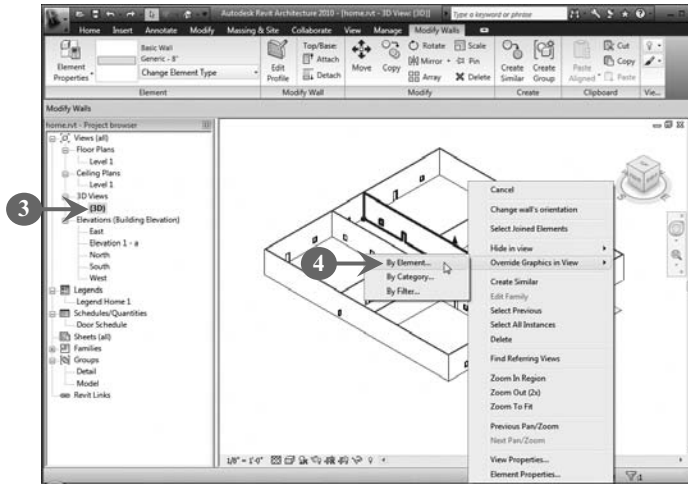 Autodesk Revit Architecture 2010 - [home.rvt - 3D View: {3D}]
Type a keyword or phrase
Home Insert Annotate Modify Massing & Site Collaborate View Manage Modify Walls
Element Properties
Basic Wall
Generic - 8"
Change Element Type
Element
Edit Profile
Top/Base:
Attach
Detach
Modify Wall
Move
Copy
Rotate
Mirror
Array
Scale
Pin
Delete
Modify
Create Similar
Create Group
Create
Paste Aligned
Cut
Copy
Paste
Clipboard
Vie...
Modify Walls
home.rvt - Project browser
Views (all)
Floor Plans
Level 1
Ceiling Plans
Level 1
3D Views
3
{3D}
Elevations (Building Elevation)
East
Elevation 1 - a
North
South
West
Legends
Legend Home 1
Schedules/Quantities
Door Schedule
Sheets (all)
Families
Groups
Detail
Model
Revit Links
4
By Element...
By Category...
By Filter...
Cancel
Change wall's orientation
Select Joined Elements
Hide in view
Override Graphics in View
Create Similar
Edit Family
Select Previous
Select All Instances
Delete
Find Referring Views
Zoom In Region
Zoom Out (2x)
Zoom To Fit
Previous Pan/Zoom
Next Pan/Zoom
View Properties...
Element Properties...
1/8" = 1'-0"
:1